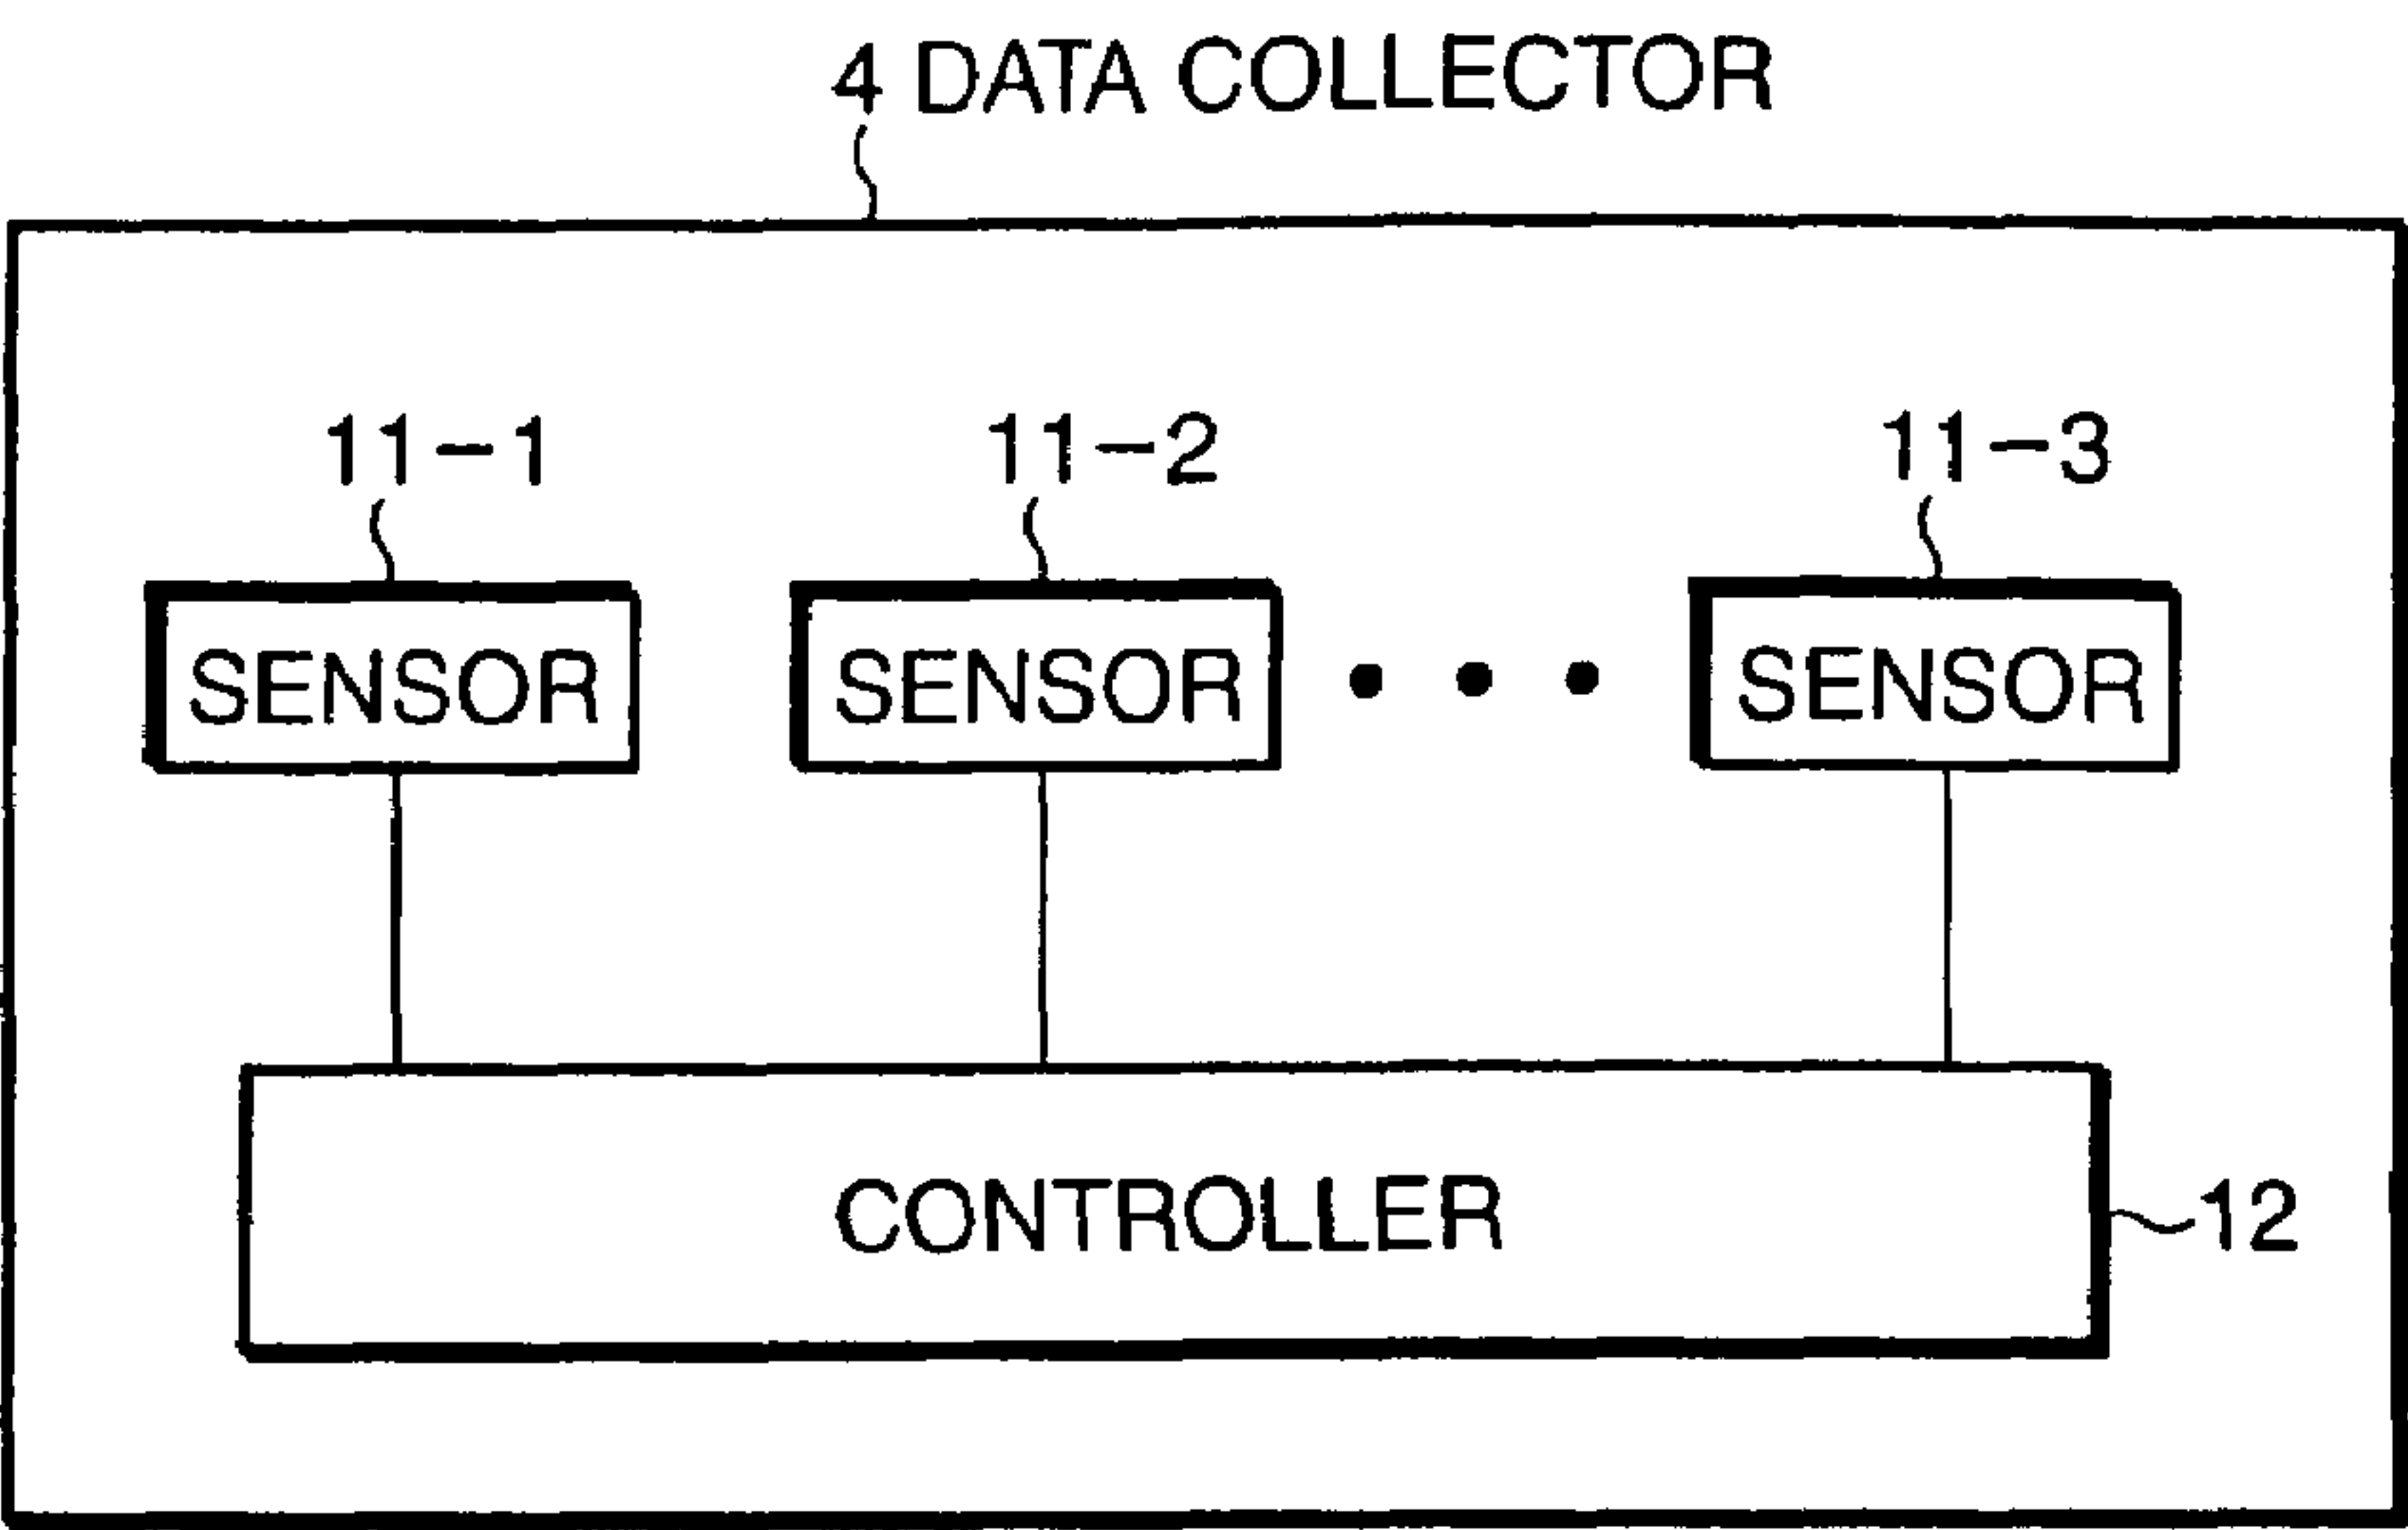 4 DATA COLLECTOR
11-1 11-2 11-3
SENSOR SENSOR • • • SENSOR
CONTROLLER 12